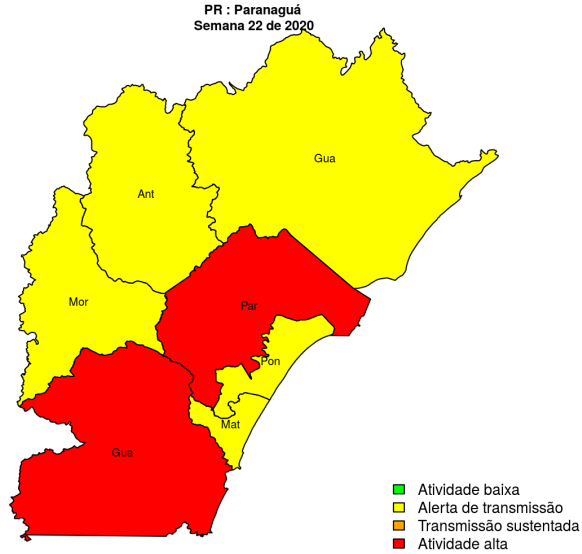 PR : Paranaguá
Semana 22 de 2020
Gua
Ant
Mor
Par
Pon
Mat
Gua
Atividade baixa
Alerta de transmissão
Transmissão sustentada
Atividade alta